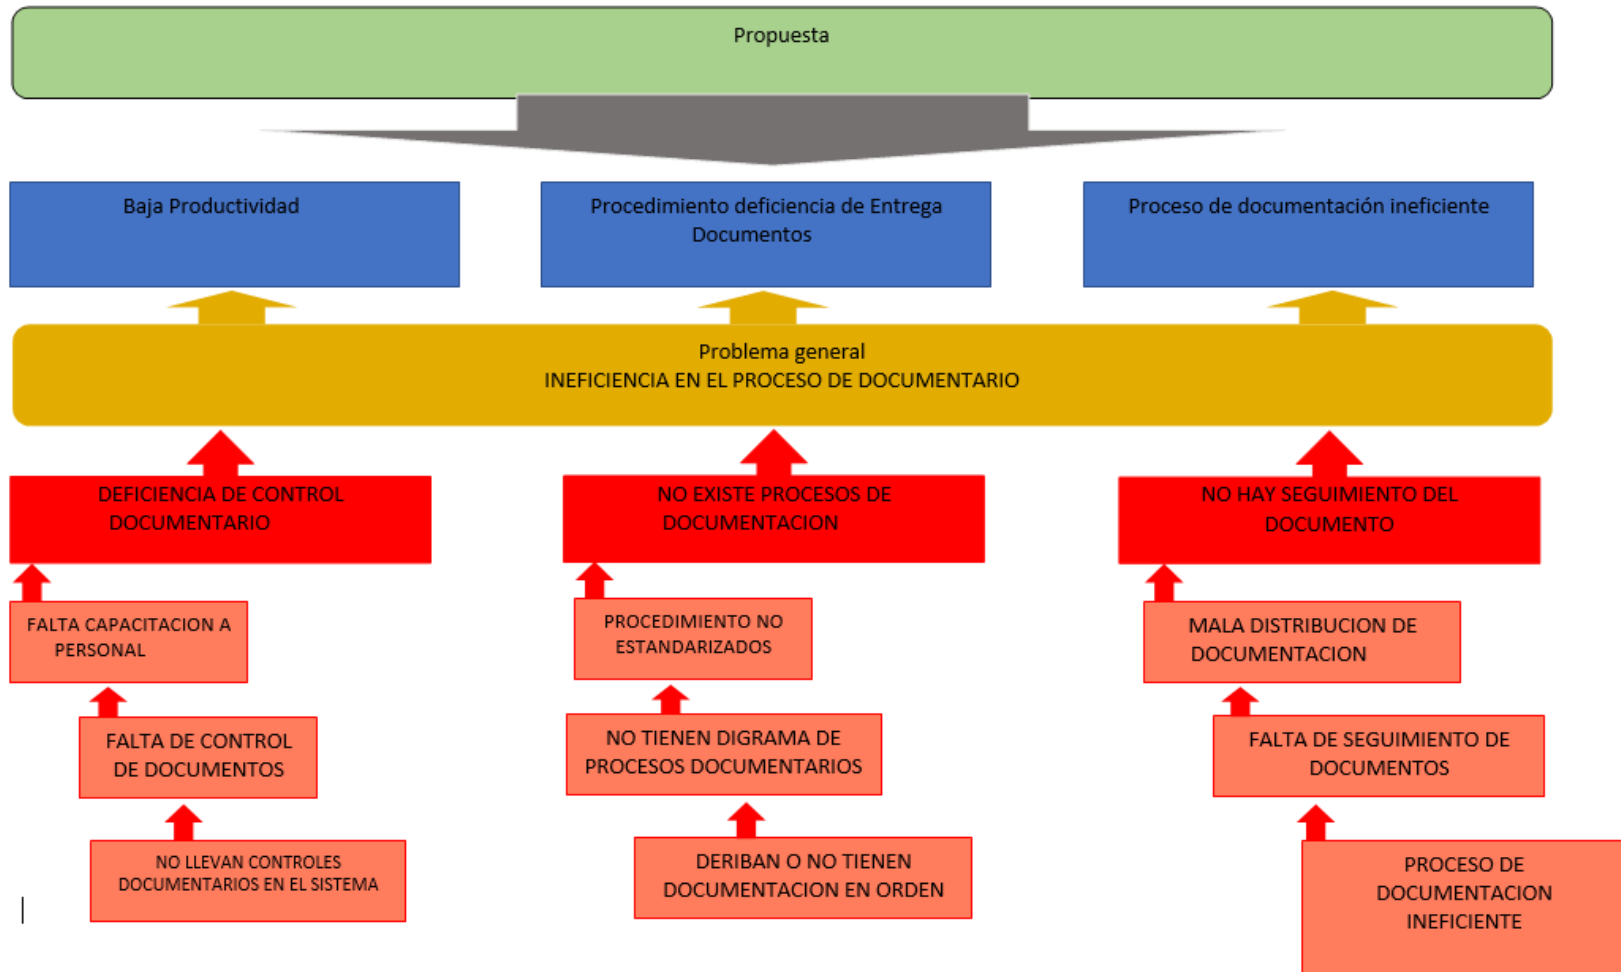 Propuesta
Baja Productividad
Procedimiento deficiencia de Entrega
Documentos
Proceso de documentación ineficiente
Problema general
INEFICIENCIA EN EL PROCESO DE DOCUMENTARIO
DEFICIENCIA DE CONTROL
DOCUMENTARIO
NO EXISTE PROCESOS DE
DOCUMENTACION
NO HAY SEGUIMIENTO DEL
DOCUMENTO
FALTA CAPACITACION A
PERSONAL
PROCEDIMIENTO NO
ESTANDARIZADOS
MALA DISTRIBUCION DE
DOCUMENTACION
FALTA DE CONTROL
DE DOCUMENTOS
NO TIENEN DIGRAMA DE
PROCESOS DOCUMENTARIOS
FALTA DE SEGUIMIENTO DE
DOCUMENTOS
NO LLEVAN CONTROLES
DOCUMENTARIOS EN EL SISTEMA
DERIBAN O NO TIENEN
DOCUMENTACION EN ORDEN
PROCESO DE
DOCUMENTACION
INEFICIENTE